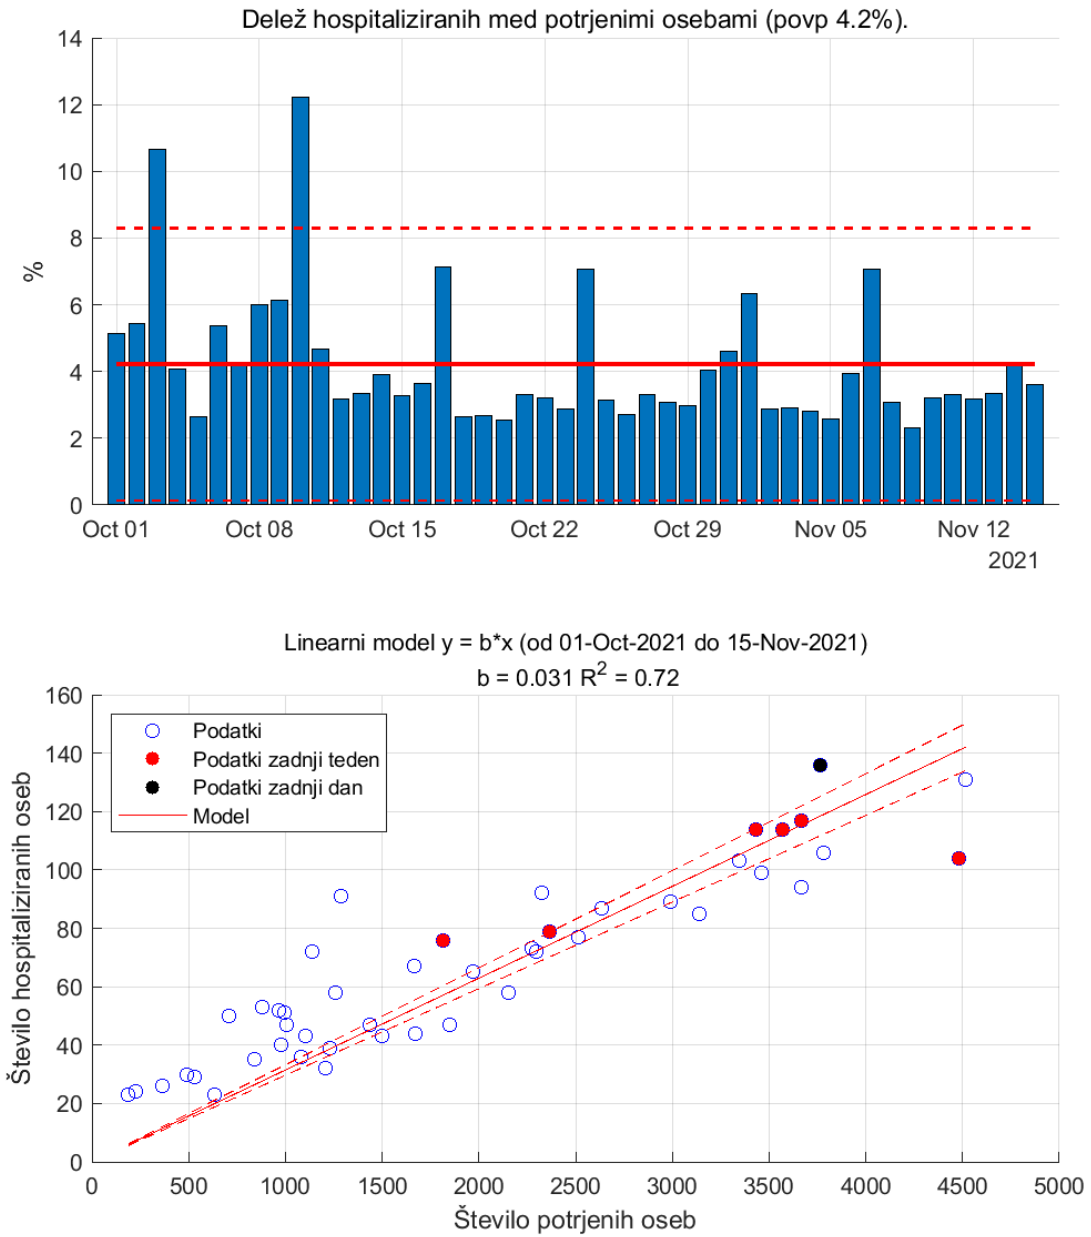 Delež hospitaliziranih med potrjenimi osebami (povp 4.2%).
14
12
10
8
6
4
2
0
%
Oct 01 Oct 08 Oct 15 Oct 22 Oct 29 Nov 05 Nov 12
2021
Linearni model y = b*x (od 01-Oct-2021 do 15-Nov-2021)
b = 0.031 R² = 0.72
160
140
120
100
80
60
40
20
0
Število hospitaliziranih oseb
Podatki
Podatki zadnji teden
Podatki zadnji dan
Model
0 500 1000 1500 2000 2500 3000 3500 4000 4500 5000
Število potrjenih oseb